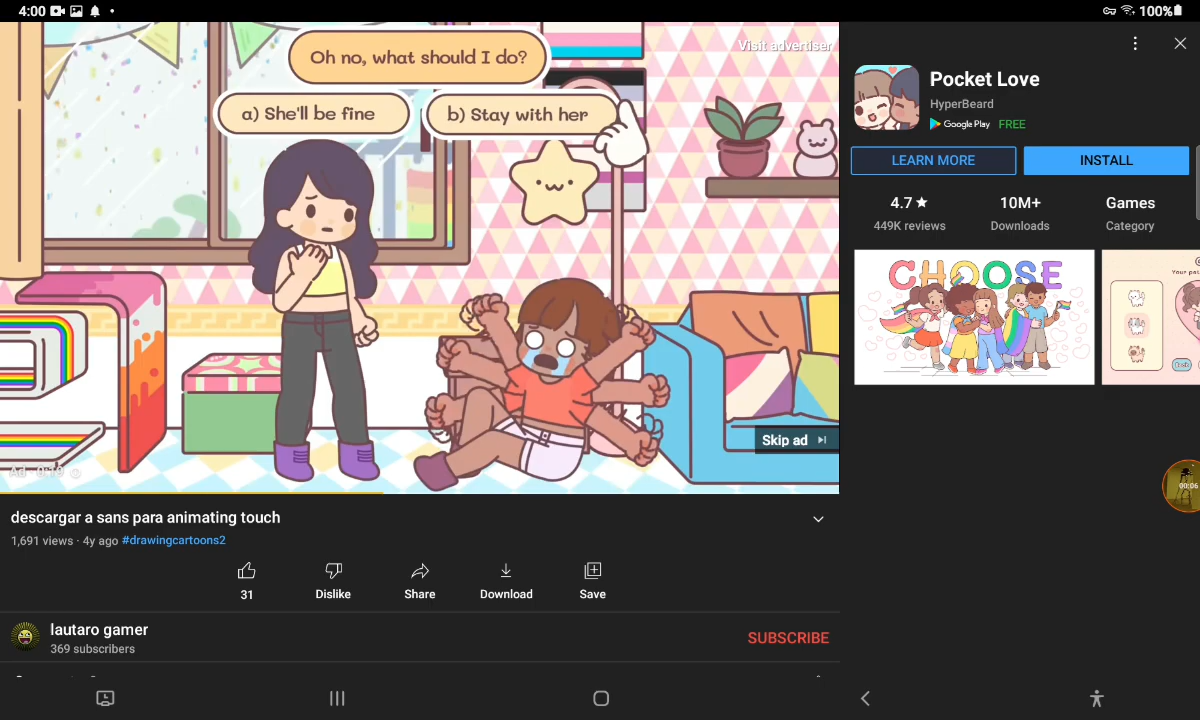 4:00
100%
Oh no, what should I do?
Visit advertiser
a) She'll be fine
b) Stay with her
Skip ad
Pocket Love
HyperBeard
Google Play FREE
LEARN MORE
INSTALL
4.7★
449K reviews
10M+
Downloads
Games
Category
CHOOSE
descargar a sans para animating touch
1,691 views · 4y ago #drawingcartoons2
31
Dislike
Share
Download
Save
lautaro gamer
369 subscribers
SUBSCRIBE
00:06